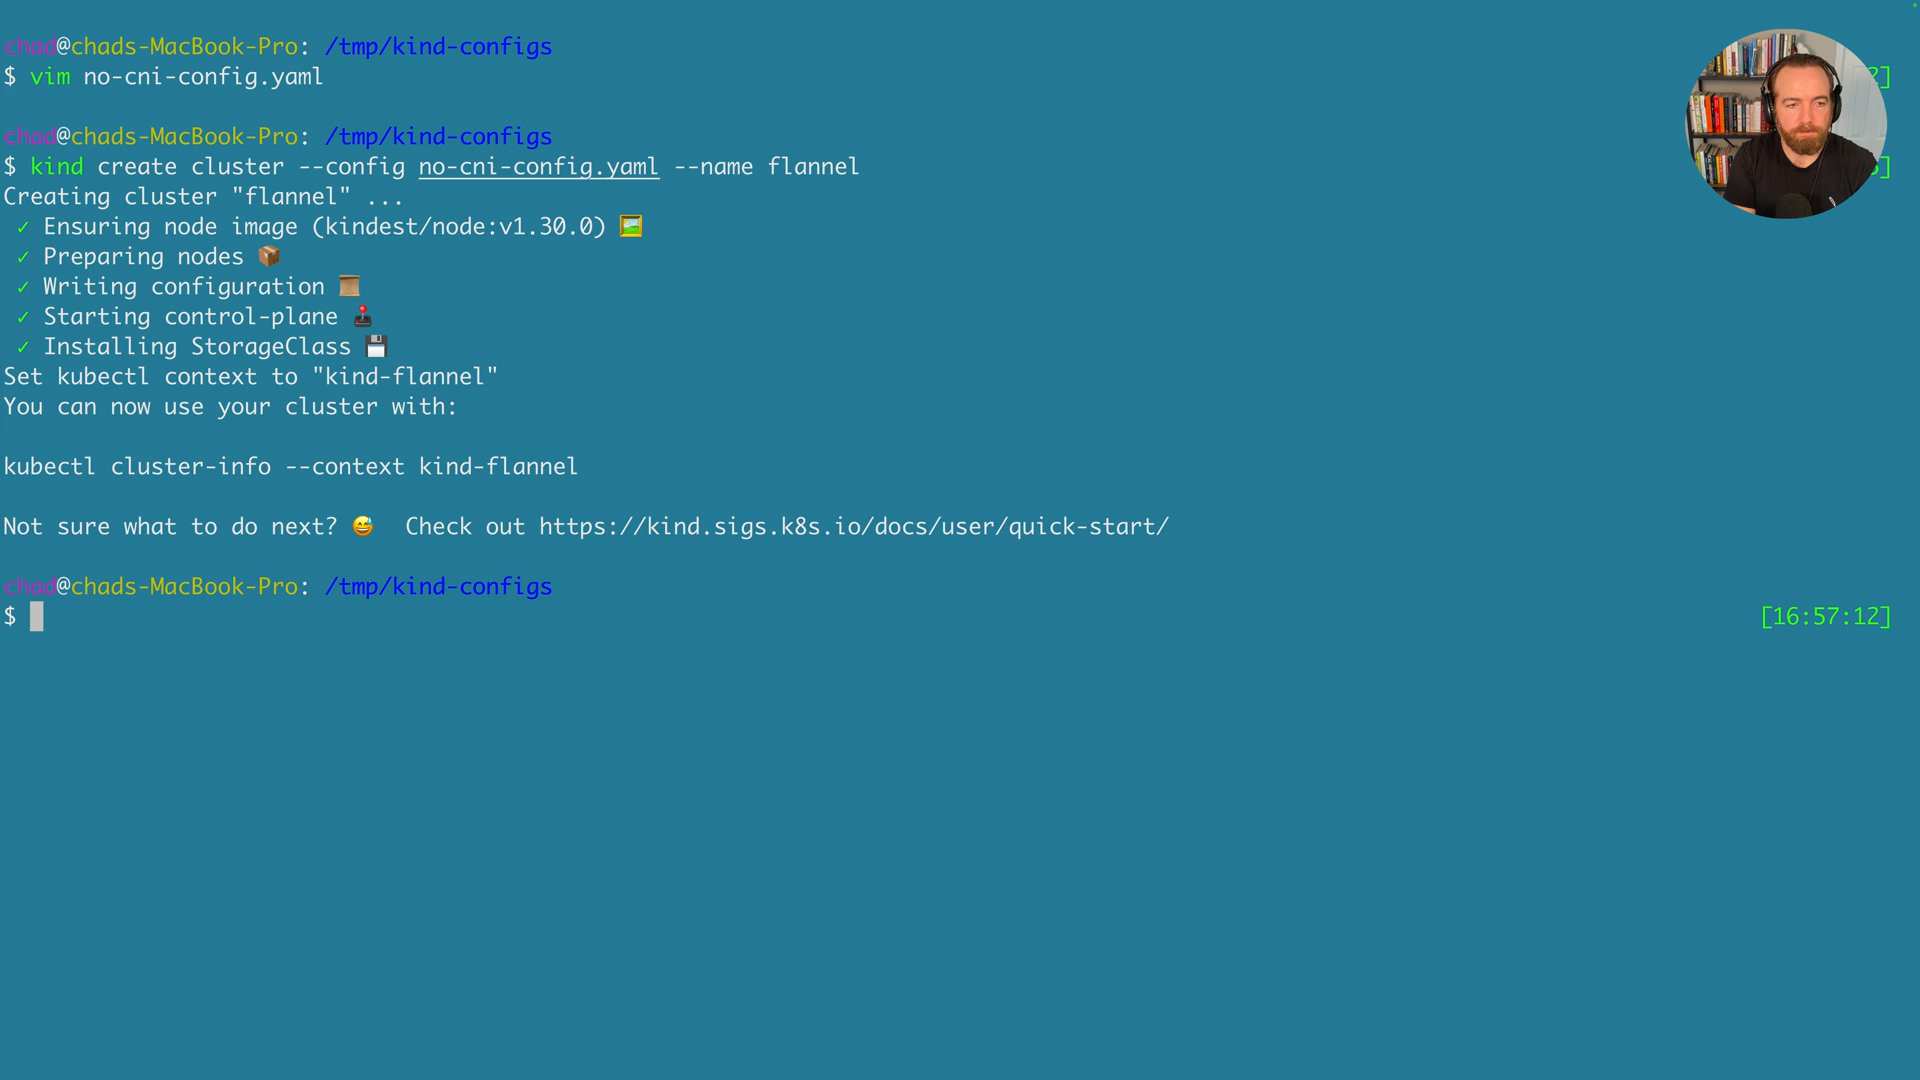 chad@chads-MacBook-Pro: /tmp/kind-configs
$ vim no-cni-config.yaml
chad@chads-MacBook-Pro: /tmp/kind-configs
$ kind create cluster --config no-cni-config.yaml --name flannel
Creating cluster "flannel" ...
✓ Ensuring node image (kindest/node:v1.30.0) 🖼
✓ Preparing nodes 📦
✓ Writing configuration 📜
✓ Starting control-plane 🕹️
✓ Installing StorageClass 💾
Set kubectl context to "kind-flannel"
You can now use your cluster with:
kubectl cluster-info --context kind-flannel
Not sure what to do next? 😅 Check out https://kind.sigs.k8s.io/docs/user/quick-start/
chad@chads-MacBook-Pro: /tmp/kind-configs
$ [16:57:12]